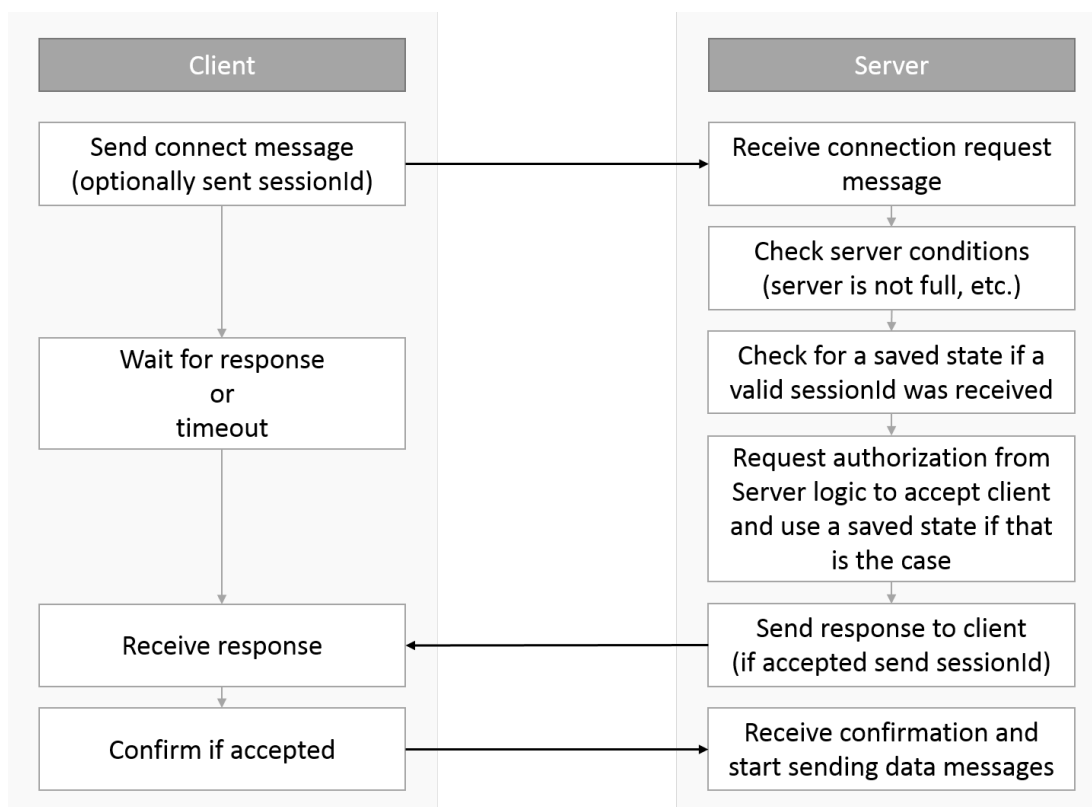 Client
Send connect message
(optionally sent sessionId)
Wait for response
or
timeout
Receive response
Confirm if accepted
Server
Receive connection request
message
Check server conditions
(server is not full, etc.)
Check for a saved state if a
valid sessionId was received
Request authorization from
Server logic to accept client
and use a saved state if that
is the case
Send response to client
(if accepted send sessionId)
Receive confirmation and
start sending data messages